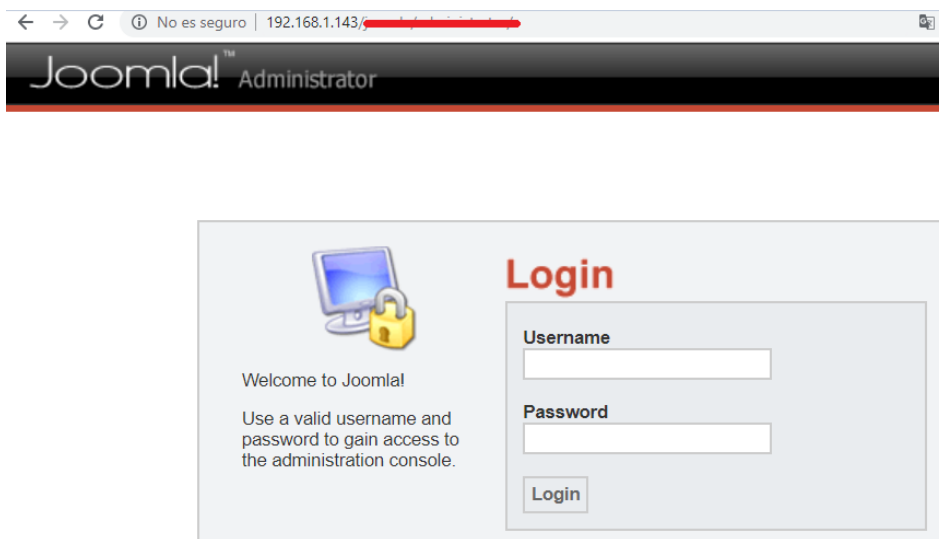 No es seguro | 192.168.1.143/
Joomla!™ Administrator
Login
Username
Welcome to Joomla!
Password
Use a valid username and
password to gain access to
the administration console.
Login